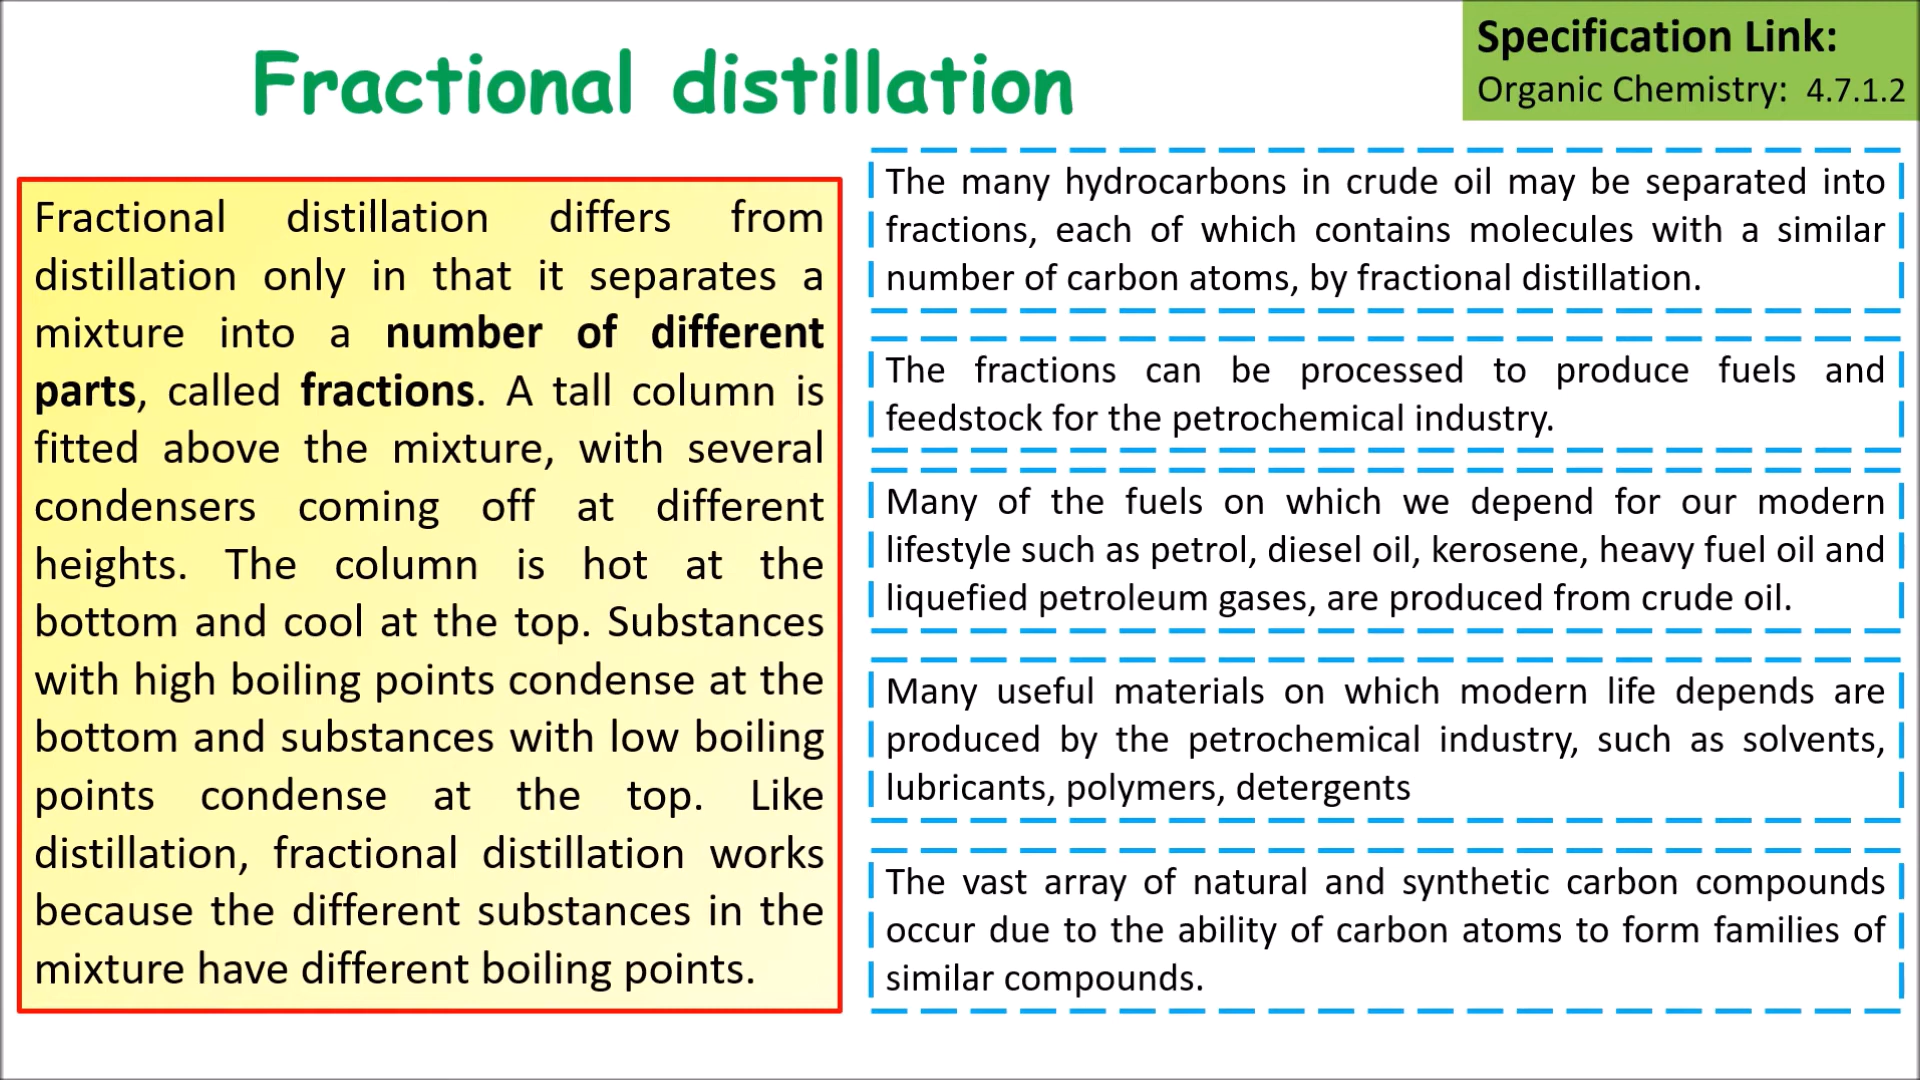 Fractional distillation
Specification Link:
Organic Chemistry: 4.7.1.2
Fractional distillation differs from
distillation only in that it separates a
mixture into a number of different
parts, called fractions. A tall column is
fitted above the mixture, with several
condensers coming off at different
heights. The column is hot at the
bottom and cool at the top. Substances
with high boiling points condense at the
bottom and substances with low boiling
points condense at the top. Like
distillation, fractional distillation works
because the different substances in the
mixture have different boiling points.
The many hydrocarbons in crude oil may be separated into
fractions, each of which contains molecules with a similar
number of carbon atoms, by fractional distillation.
The fractions can be processed to produce fuels and
feedstock for the petrochemical industry.
Many of the fuels on which we depend for our modern
lifestyle such as petrol, diesel oil, kerosene, heavy fuel oil and
liquefied petroleum gases, are produced from crude oil.
Many useful materials on which modern life depends are
produced by the petrochemical industry, such as solvents,
lubricants, polymers, detergents
The vast array of natural and synthetic carbon compounds
occur due to the ability of carbon atoms to form families of
similar compounds.